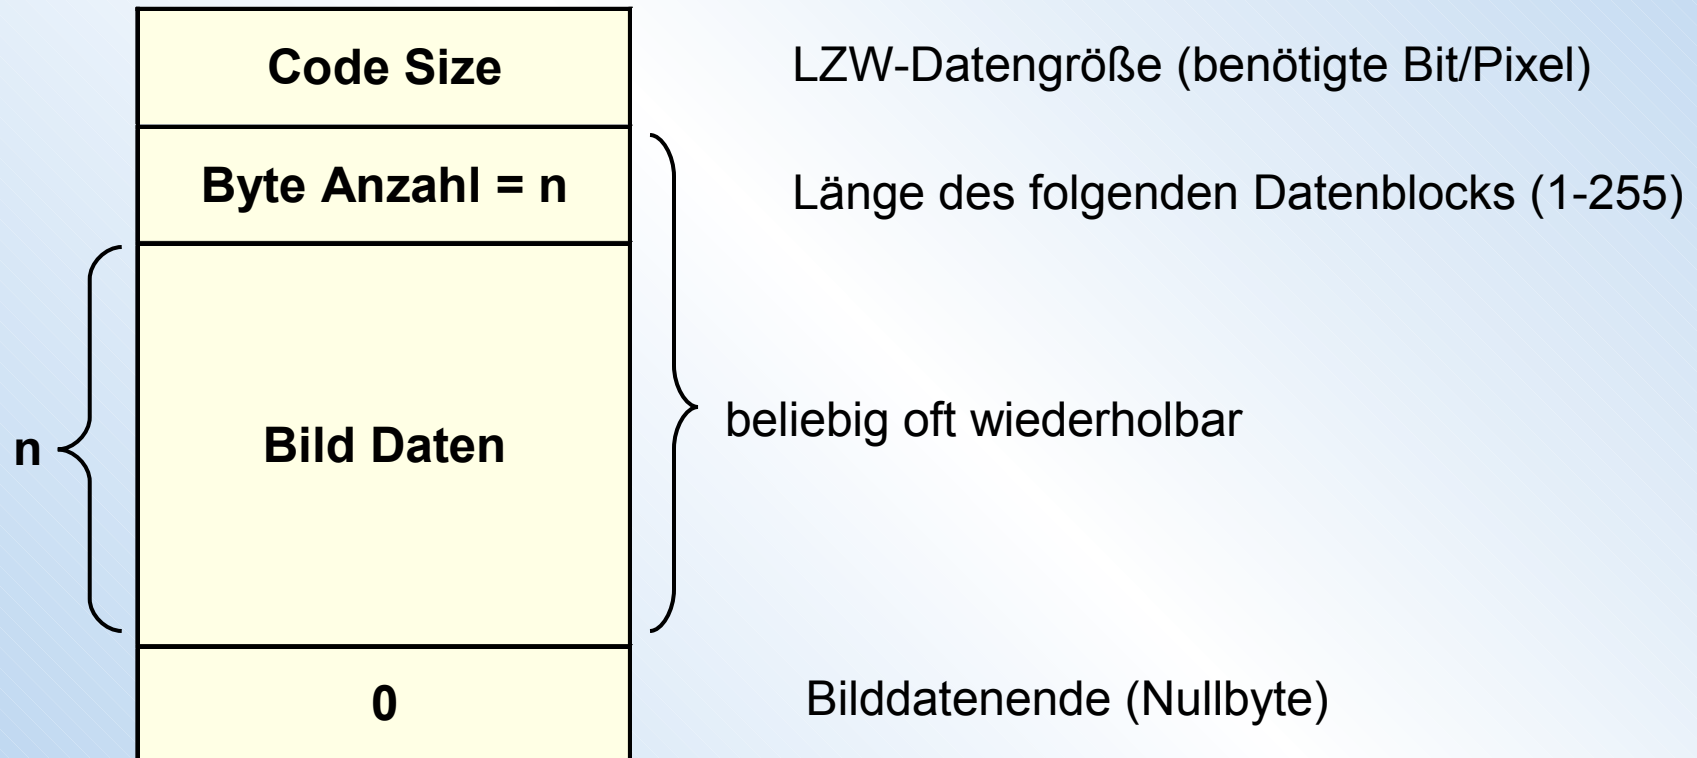 Code Size
LZW-Datengröße (benötigte Bit/Pixel)
Byte Anzahl = n
Länge des folgenden Datenblocks (1-255)
n
Bild Daten
beliebig oft wiederholbar
0
Bilddatenende (Nullbyte)